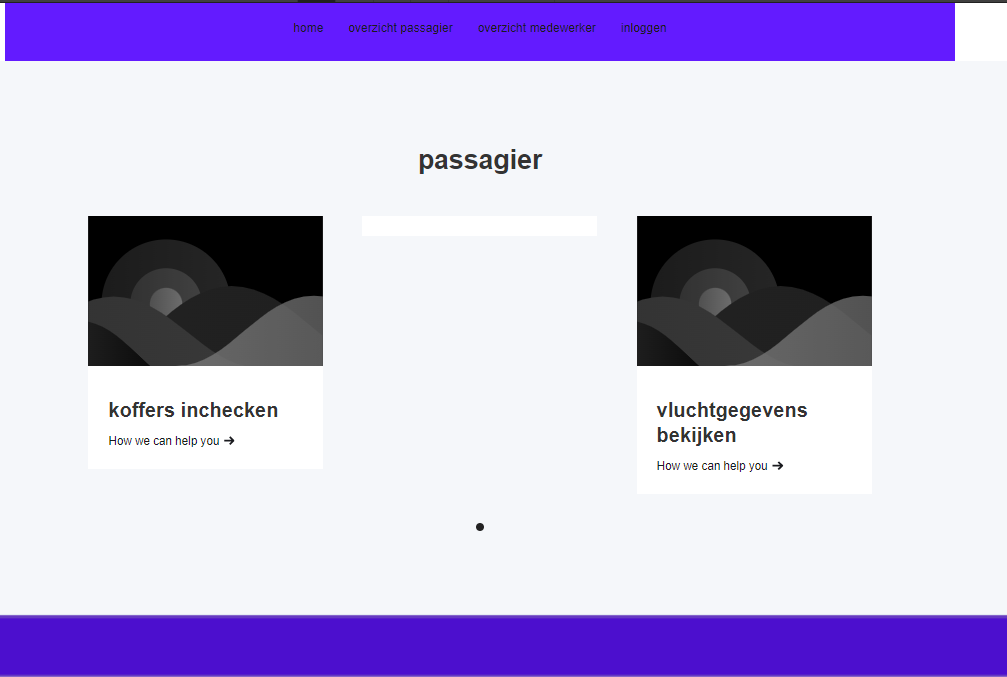 home overzicht passagier overzicht medewerker inloggen
passagier
koffers inchecken
How we can help you →
vluchtgegevens
bekijken
How we can help you →